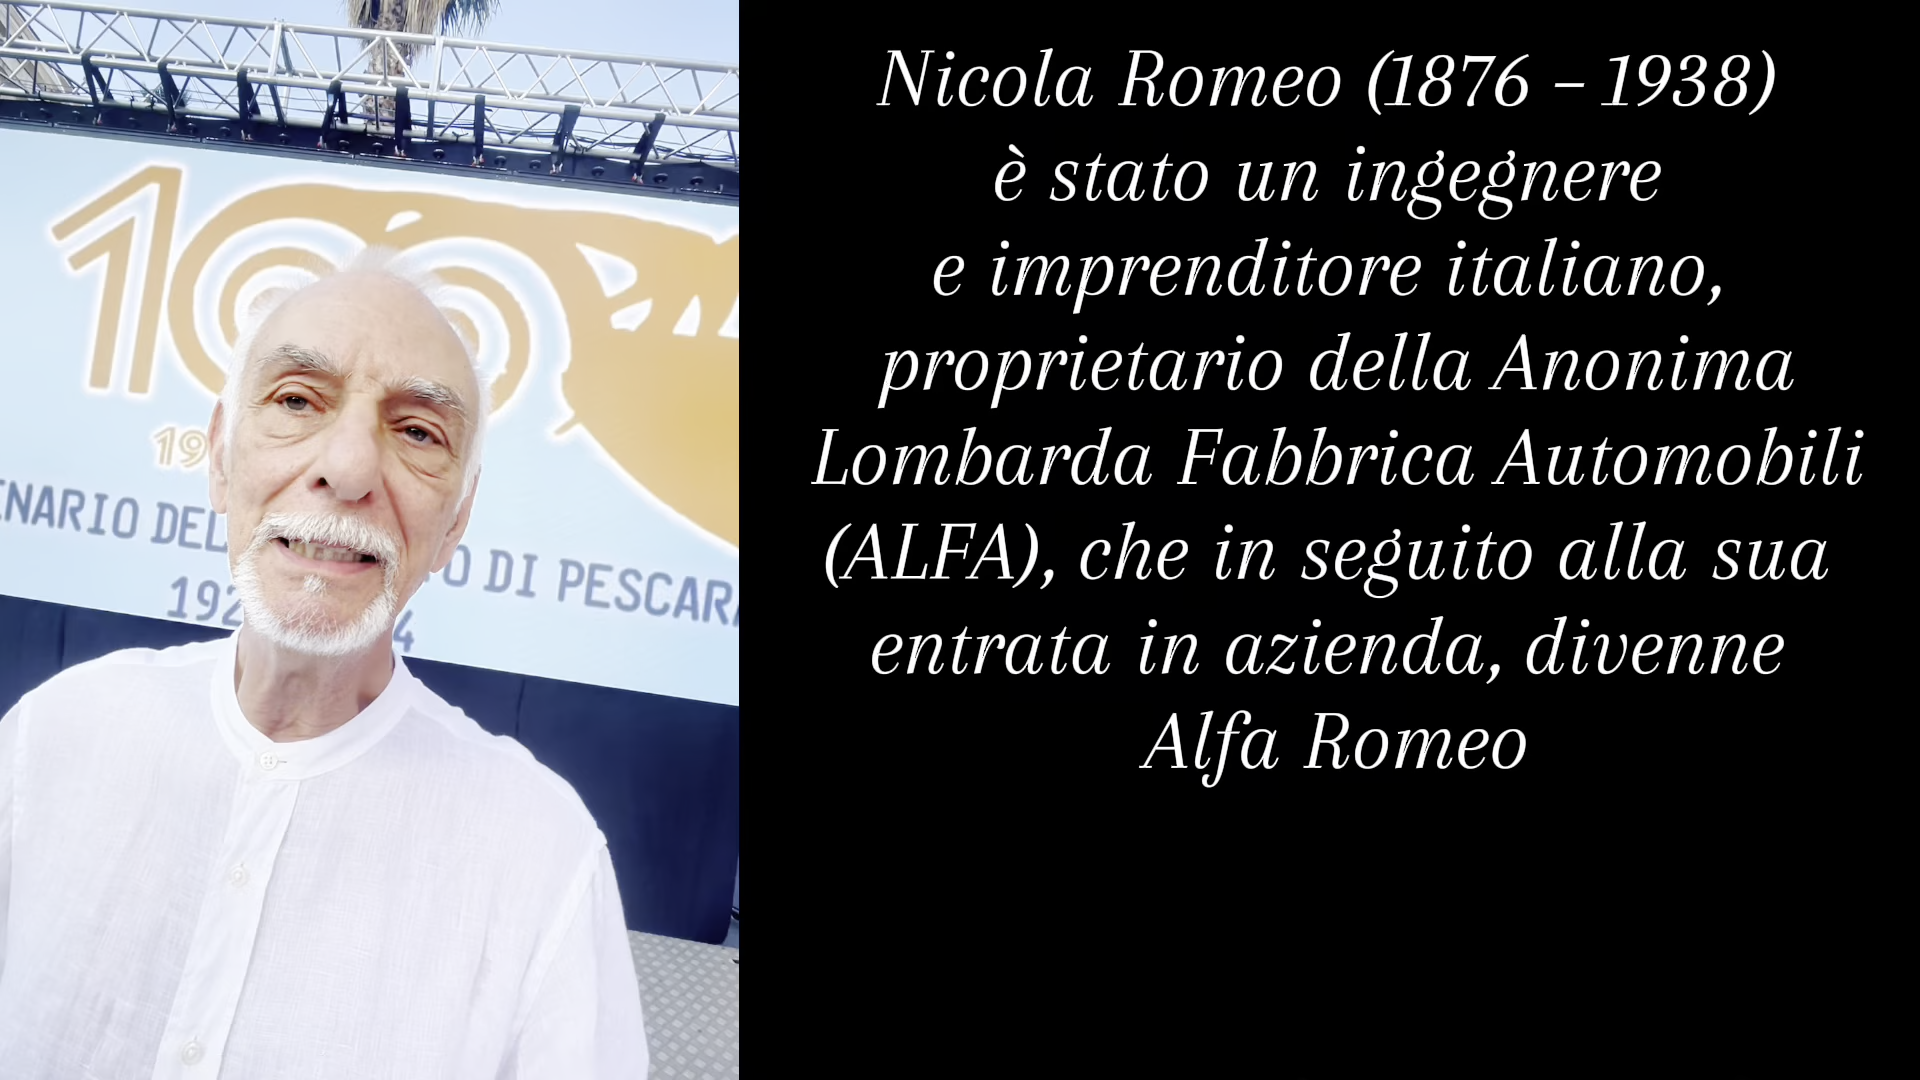 100
19
NARIO DEL
O DI PESCARA
192 4
Nicola Romeo (1876 – 1938)
è stato un ingegnere
e imprenditore italiano,
proprietario della Anonima
Lombarda Fabbrica Automobili
(ALFA), che in seguito alla sua
entrata in azienda, divenne
Alfa Romeo